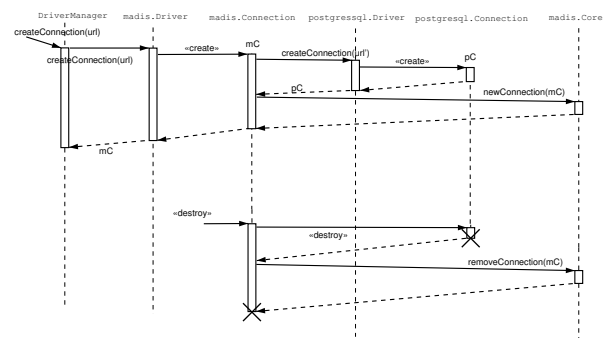 DriverManager madis.Driver madis.Connection postgressql.Driver postgresql.Connection madis.Core
createConnection(url)
createConnection(url)
«create»
mC
createConnection(url')
«create»
pC
pC
newConnection(mC)
mC
«destroy»
«destroy»
removeConnection(mC)